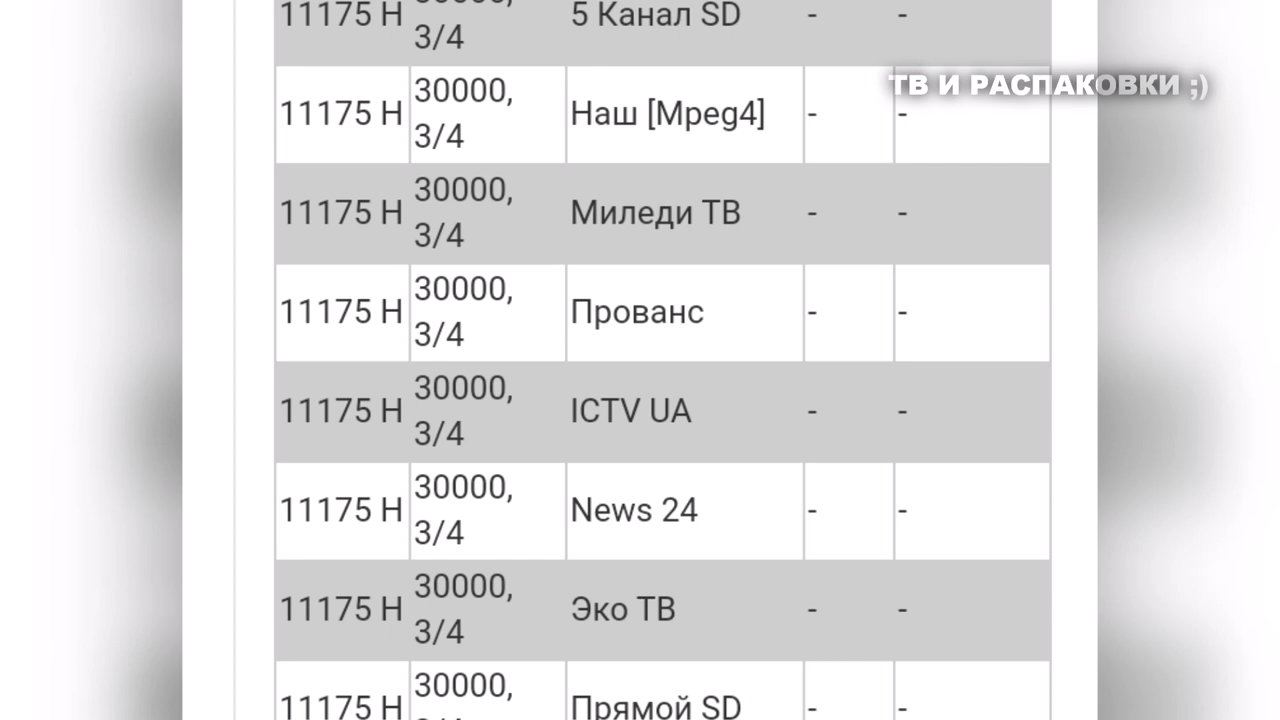 11175 H 30000, 5 Канал SD - -
3/4
ТВ И РАСПАКОВКИ ;)
11175 H 30000, Наш [Mpeg4] - -
3/4
11175 H 30000, Миледи ТВ - -
3/4
11175 H 30000, Прованс - -
3/4
11175 H 30000, ICTV UA - -
3/4
11175 H 30000, News 24 - -
3/4
11175 H 30000, Эко ТВ - -
3/4
11175 H 30000, Прямой SD - -